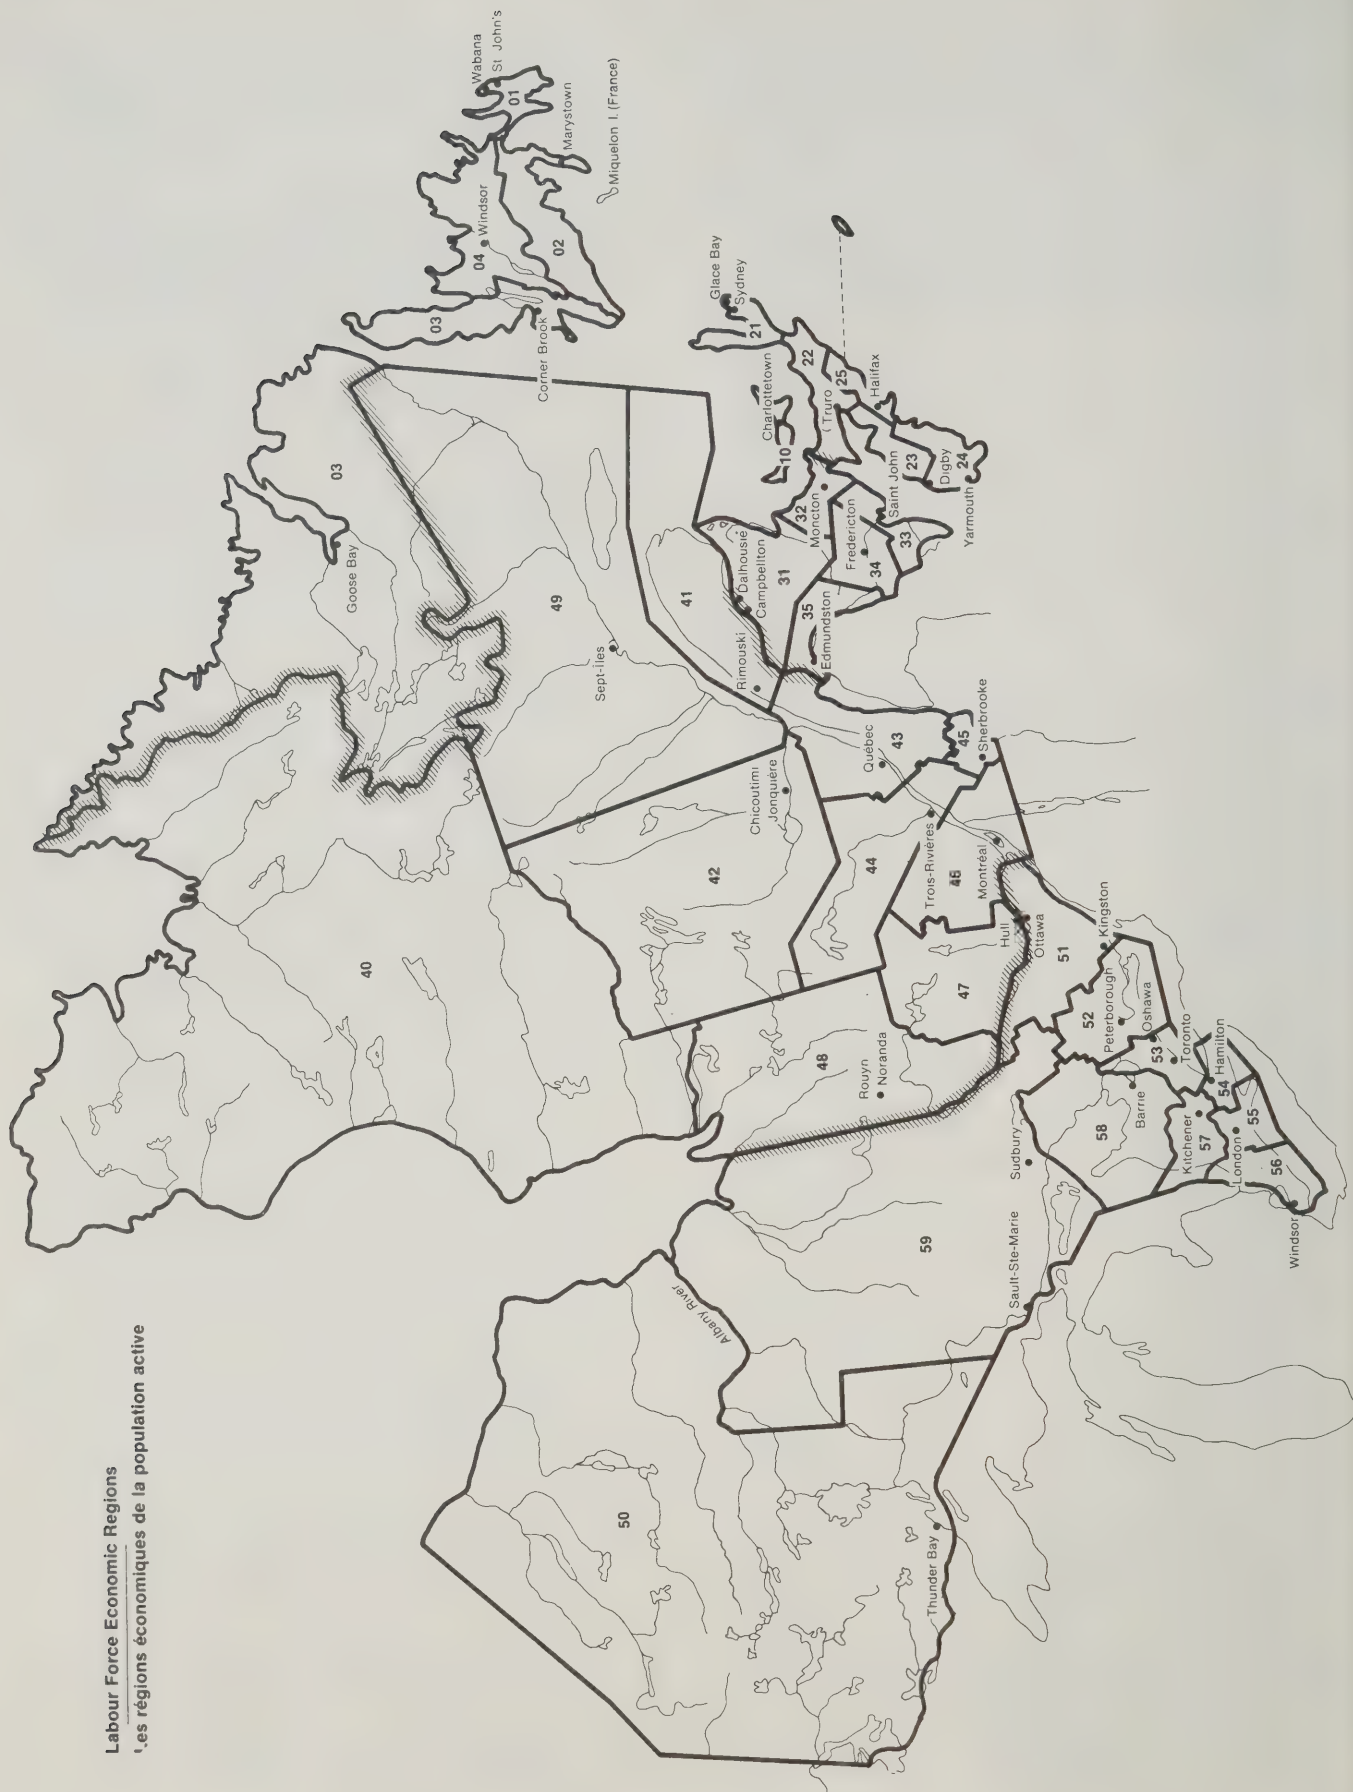 Labour Force Economic Regions
Les régions économiques de la population active
03
Goose Bay
40
03
04
Windsor
02
01
Wabana
St John's
Marystown
Miquelon I. (France)
Corner Brook
49
Sept-Îles
41
42
Chicoutimi
Jonquière
Rimouski
Dalhousie
Campbellton
31
35
Edmundston
32
Moncton
Fredericton
34
33
Saint John
10
Charlottetown
Glace Bay
Sydney
21
22
Truro
25
Halifax
23
Digby
24
Yarmouth
Québec
43
45
Sherbrooke
44
Trois-Rivières
46
Montréal
47
Hull
Ottawa
48
Rouyn
Noranda
50
Albany River
Thunder Bay
59
Sault-Ste-Marie
Sudbury
51
Kingston
52
Peterborough
Oshawa
53
Toronto
Hamilton
54
58
Barrie
Kitchener
57
London
55
56
Windsor